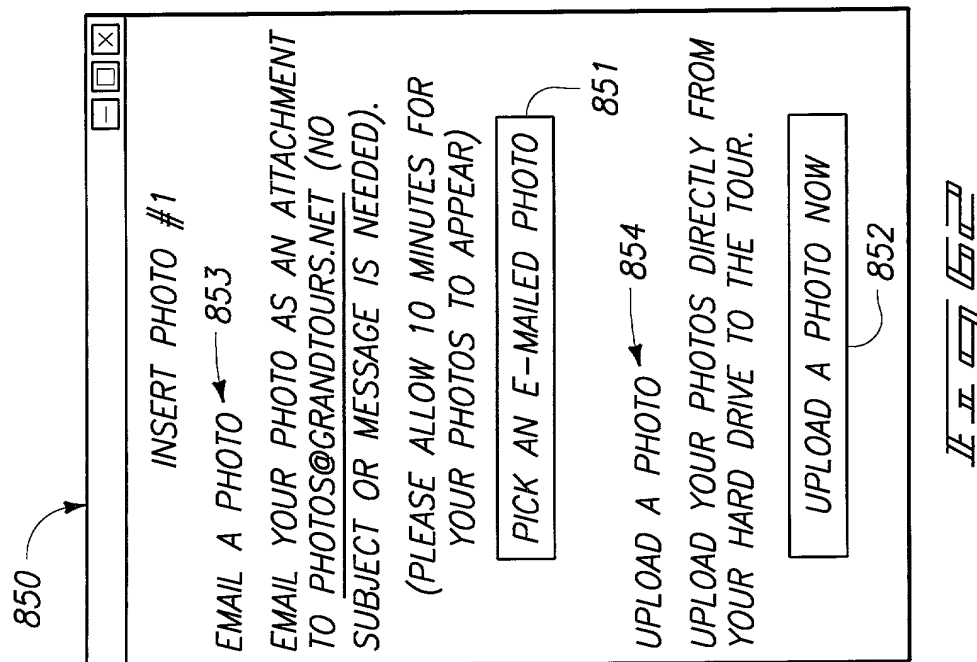 850
INSERT PHOTO #1
EMAIL A PHOTO 853
EMAIL YOUR PHOTO AS AN ATTACHMENT
TO PHOTOS@GRANDTOURS.NET (NO
SUBJECT OR MESSAGE IS NEEDED).
(PLEASE ALLOW 10 MINUTES FOR
YOUR PHOTOS TO APPEAR)
PICK AN E-MAILED PHOTO
851
UPLOAD A PHOTO 854
UPLOAD YOUR PHOTOS DIRECTLY FROM
YOUR HARD DRIVE TO THE TOUR.
UPLOAD A PHOTO NOW
852